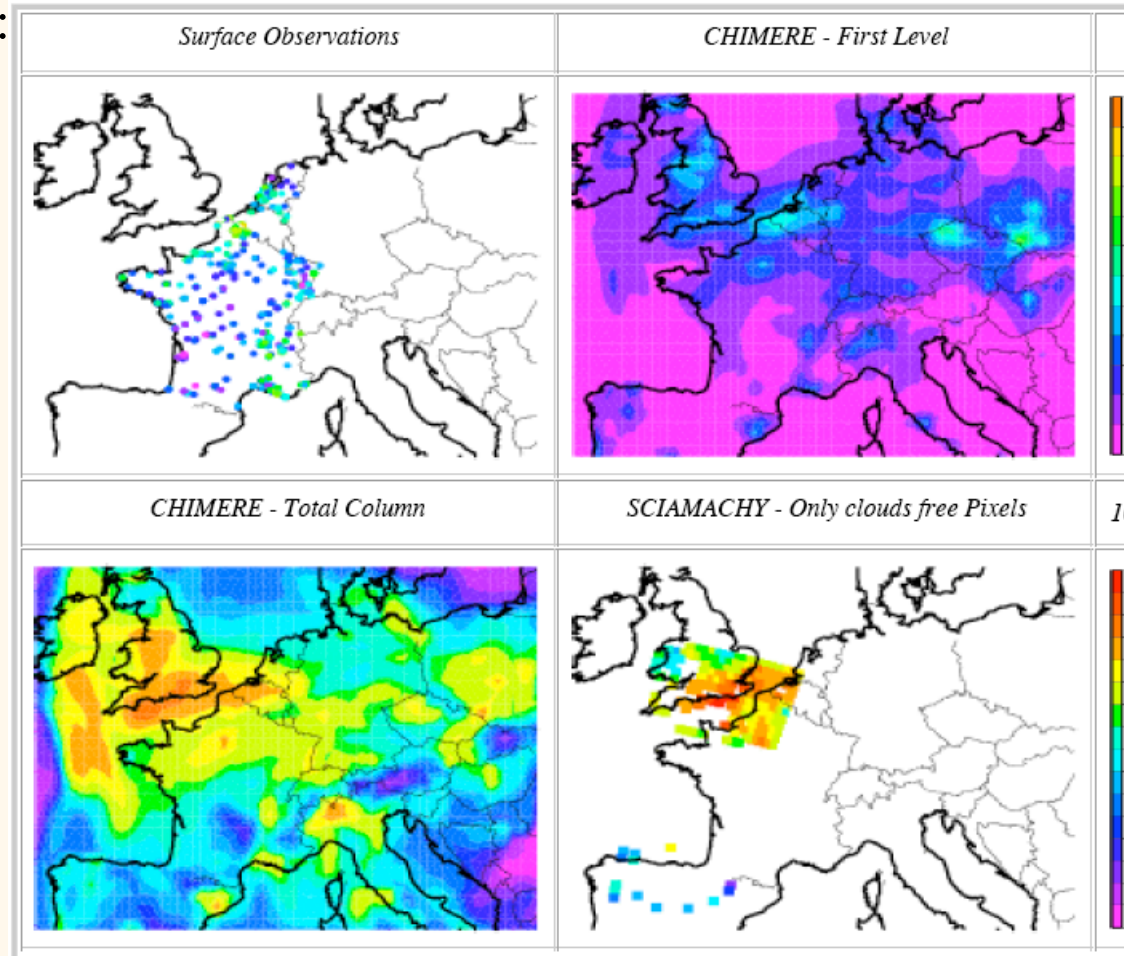 :
Surface Observations
CHIMERE - First Level
CHIMERE - Total Column
SCIAMACHY - Only clouds free Pixels